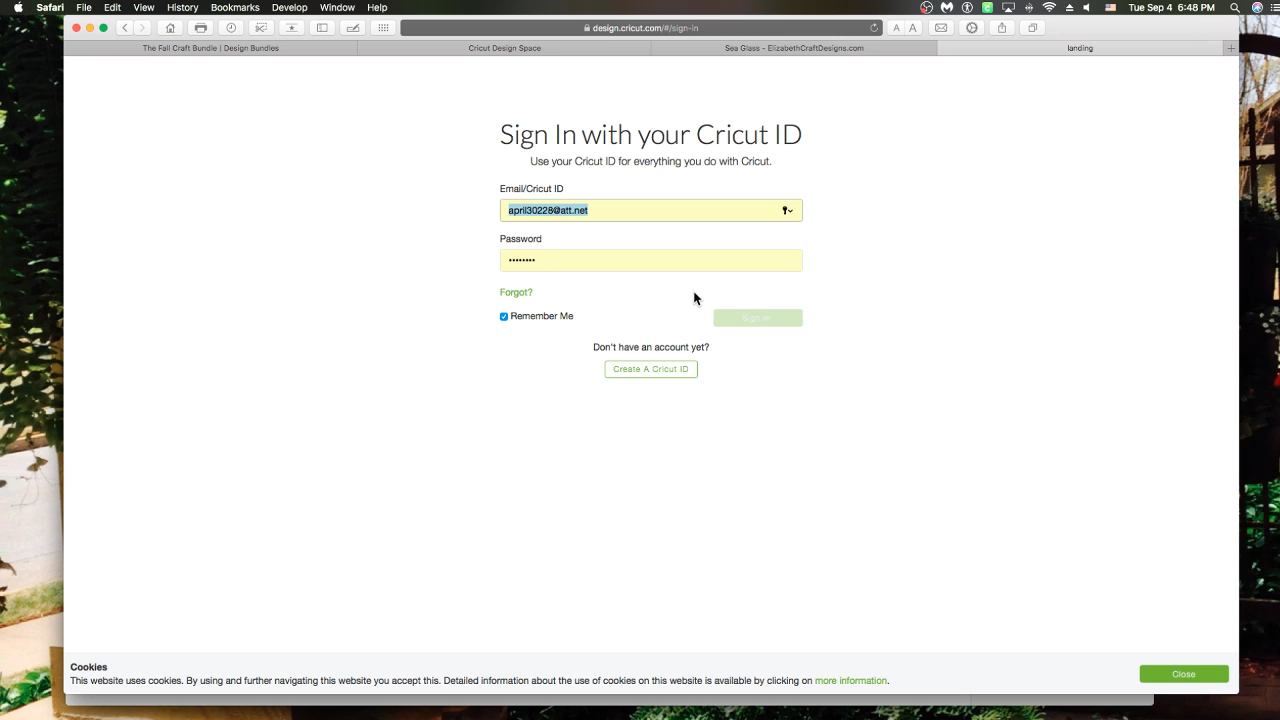 Safari File Edit View History Bookmarks Develop Window Help Tue Sep 4 6:46 PM
design.cricut.com/#/sign-in A A
The Fall Craft Bundle | Design Bundles Cricut Design Space Sea Glass - ElizabethCraftDesigns.com landing +
Sign In with your Cricut ID
Use your Cricut ID for everything you do with Cricut.
Email/Cricut ID
april30228@att.net
Password
••••••••
Forgot?
Remember Me Sign In
Don't have an account yet?
Create A Cricut ID
Cookies
This website uses cookies. By using and further navigating this website you accept this. Detailed information about the use of cookies on this website is available by clicking on more information.
Close